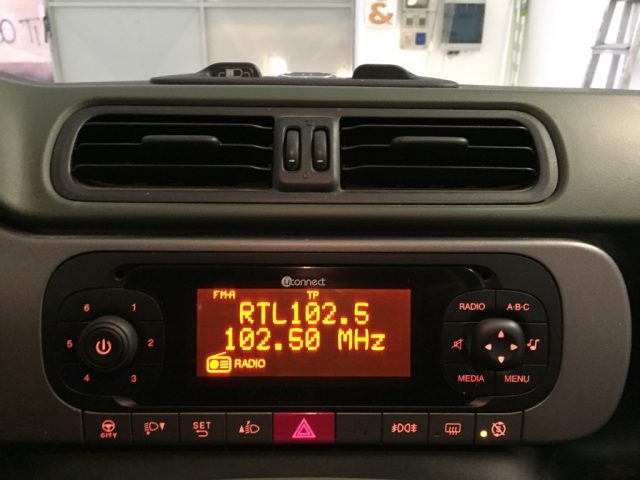 &
uconnect
FM-A TP
RTL102.5
102.50 MHz
RADIO
6 1
5 2
4 3
RADIO A·B·C
MEDIA MENU
CITY SET